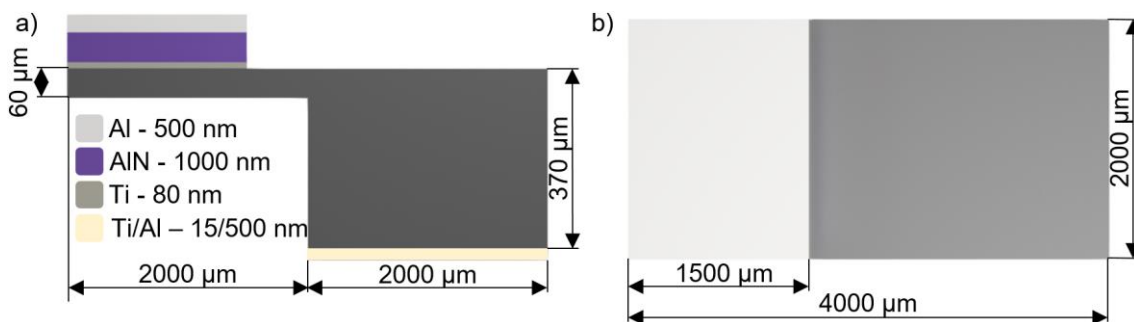 a)
60 µm
Al - 500 nm
AlN - 1000 nm
Ti - 80 nm
Ti/Al – 15/500 nm
370 µm
2000 µm
2000 µm
b)
2000 µm
1500 µm
4000 µm